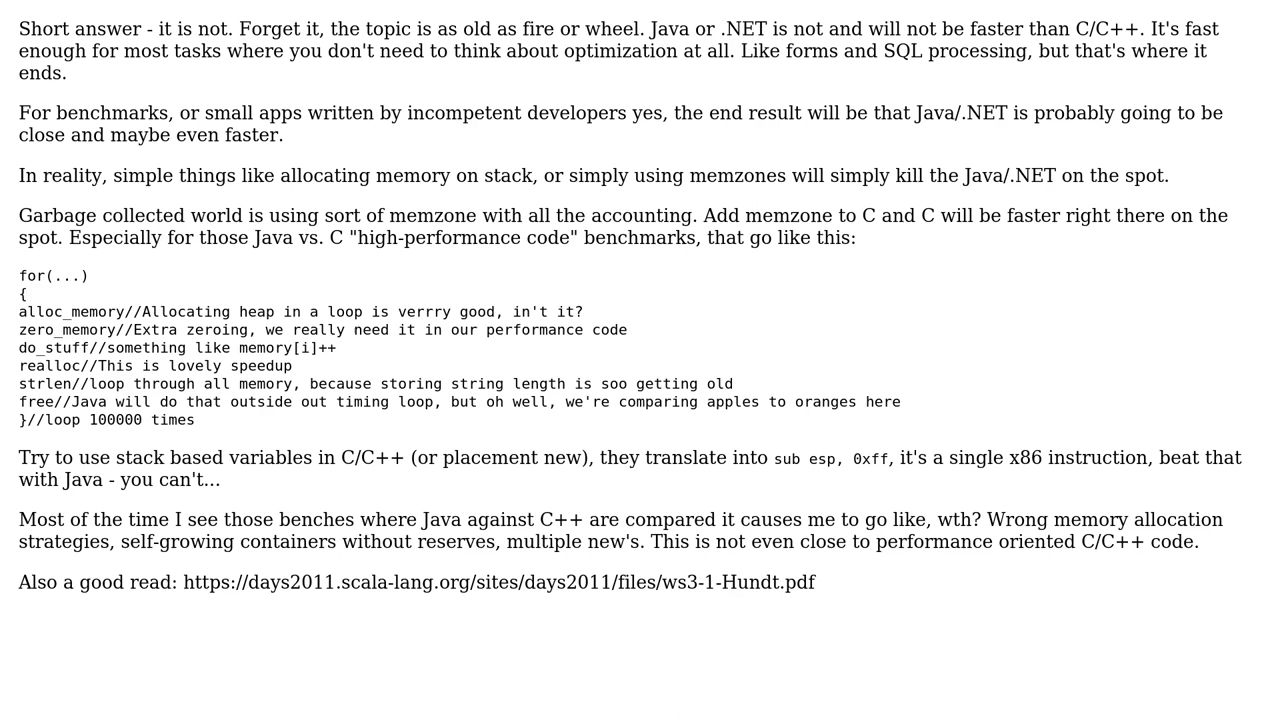 Short answer - it is not. Forget it, the topic is as old as fire or wheel. Java or .NET is not and will not be faster than C/C++. It's fast
enough for most tasks where you don't need to think about optimization at all. Like forms and SQL processing, but that's where it
ends.
For benchmarks, or small apps written by incompetent developers yes, the end result will be that Java/.NET is probably going to be
close and maybe even faster.
In reality, simple things like allocating memory on stack, or simply using memzones will simply kill the Java/.NET on the spot.
Garbage collected world is using sort of memzone with all the accounting. Add memzone to C and C will be faster right there on the
spot. Especially for those Java vs. C "high-performance code" benchmarks, that go like this:
for(...)
{
alloc_memory//Allocating heap in a loop is verrry good, in't it?
zero_memory//Extra zeroing, we really need it in our performance code
do_stuff//something like memory[i]++
realloc//This is lovely speedup
strlen//loop through all memory, because storing string length is soo getting old
free//Java will do that outside out timing loop, but oh well, we're comparing apples to oranges here
}//loop 100000 times
Try to use stack based variables in C/C++ (or placement new), they translate into sub esp, 0xff, it's a single x86 instruction, beat that
with Java - you can't...
Most of the time I see those benches where Java against C++ are compared it causes me to go like, wth? Wrong memory allocation
strategies, self-growing containers without reserves, multiple new's. This is not even close to performance oriented C/C++ code.
Also a good read: https://days2011.scala-lang.org/sites/days2011/files/ws3-1-Hundt.pdf